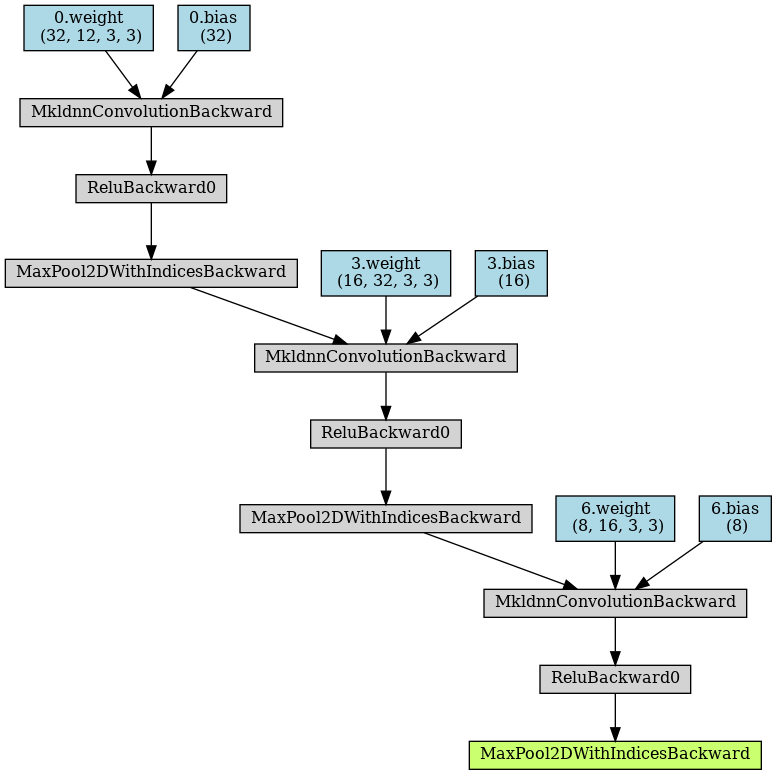 0.weight
(32, 12, 3, 3)
0.bias
(32)
MkldnnConvolutionBackward
ReluBackward0
MaxPool2DWithIndicesBackward
3.weight
(16, 32, 3, 3)
3.bias
(16)
MkldnnConvolutionBackward
ReluBackward0
MaxPool2DWithIndicesBackward
6.weight
(8, 16, 3, 3)
6.bias
(8)
MkldnnConvolutionBackward
ReluBackward0
MaxPool2DWithIndicesBackward